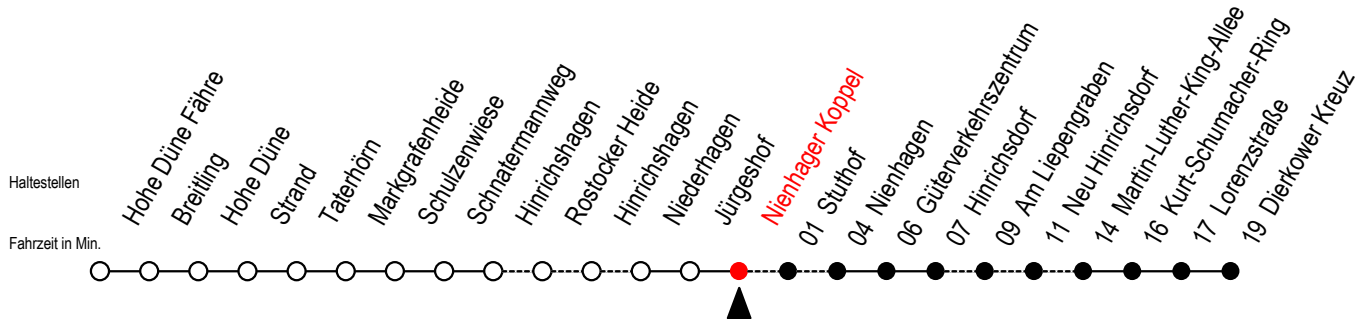 Haltestellen
Fahrzeit in Min.
Hohe Düne Fähre
Breitling
Hohe Düne
Strand
Taterhörn
Markgrafenheide
Schulzenwiese
Schnatermannweg
Hinrichshagen
Rostocker Heide
Hinrichshagen
Niederhagen
Jürgeshof
Nienhager Koppel
01 Stuthof
04 Nienhagen
06 Güterverkehrszentrum
07 Hinrichsdorf
09 Am Liepengraben
11 Neu Hinrichsdorf
14 Martin-Luther-King-Allee
16 Kurt-Schumacher-Ring
17 Lorenzstraße
19 Dierkower Kreuz